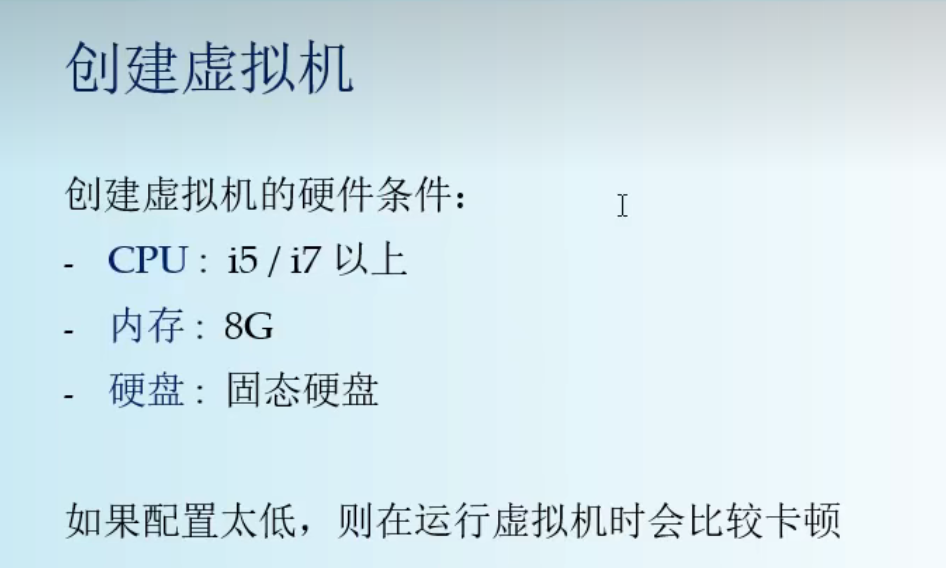 创建虚拟机
创建虚拟机的硬件条件：
- CPU : i5 / i7 以上
- 内存 : 8G
- 硬盘 : 固态硬盘
如果配置太低，则在运行虚拟机时会比较卡顿